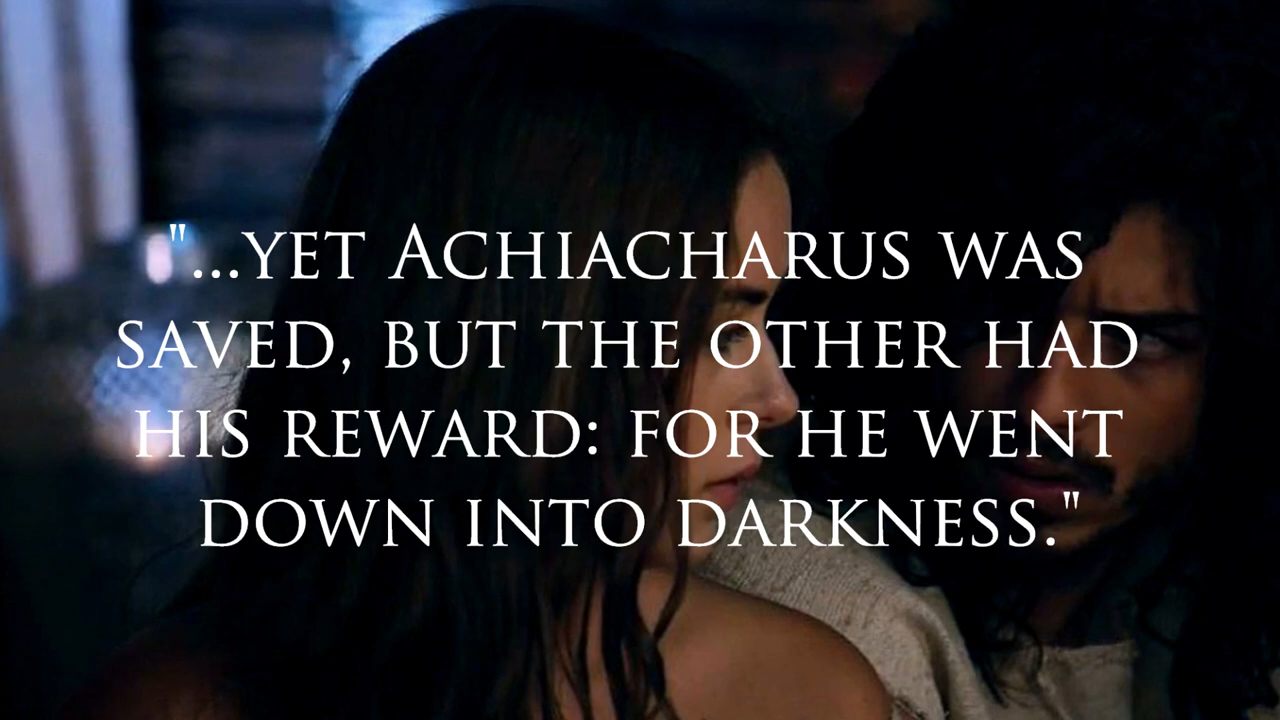 "...YET ACHIACHARUS WAS
SAVED, BUT THE OTHER HAD
HIS REWARD: FOR HE WENT
DOWN INTO DARKNESS."